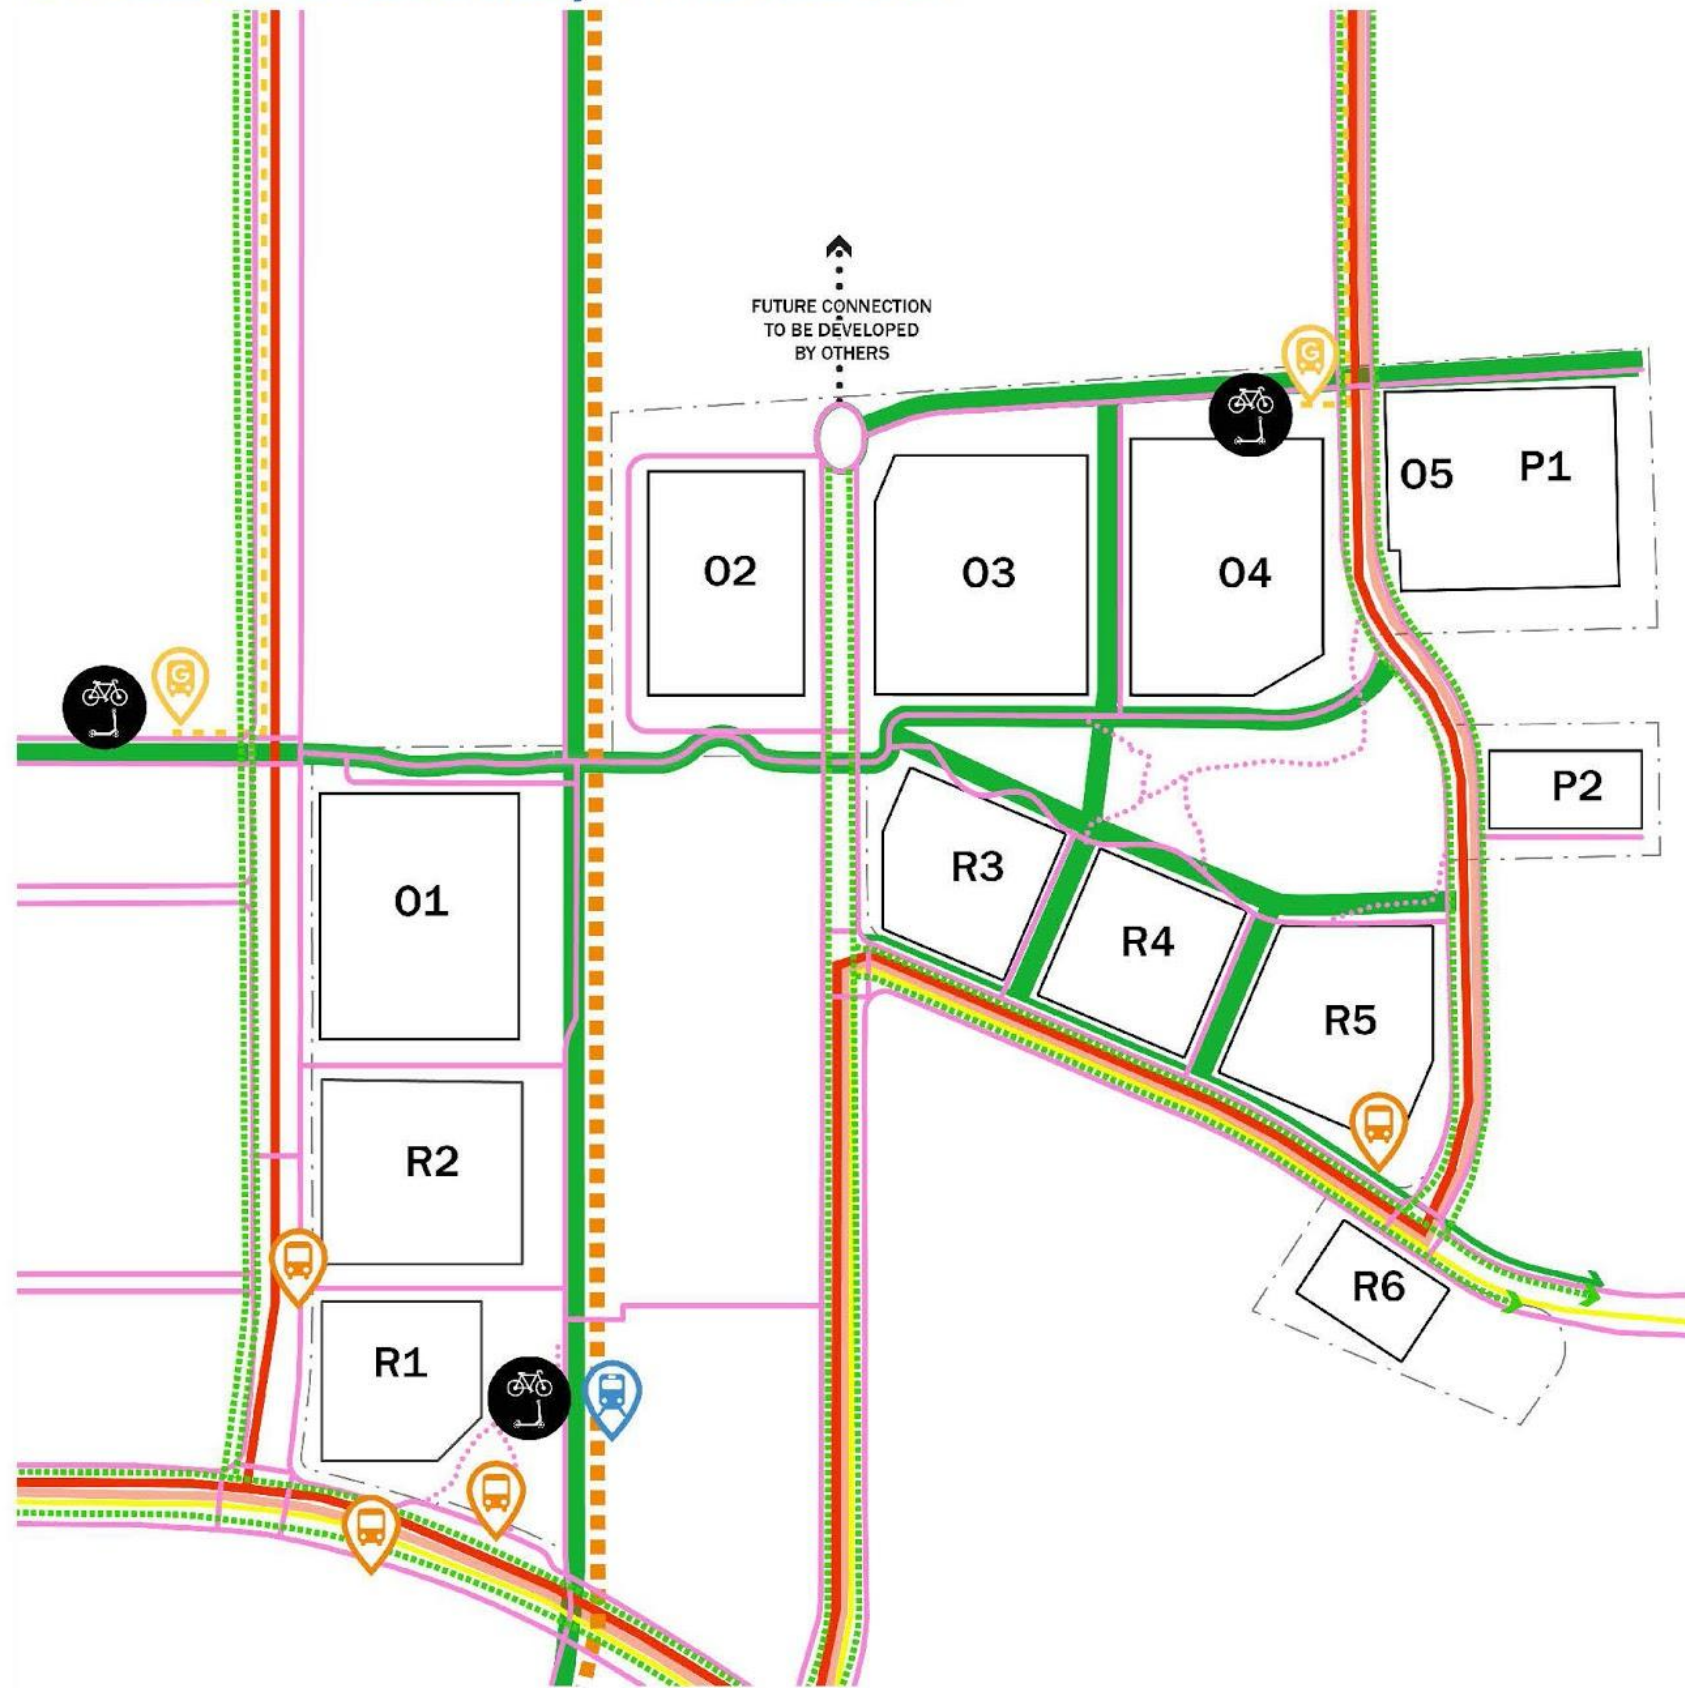 FUTURE CONNECTION
TO BE DEVELOPED
BY OTHERS
G
O5
P1
O2
O3
O4
G
P2
R3
O1
R4
R5
R2
R6
R1